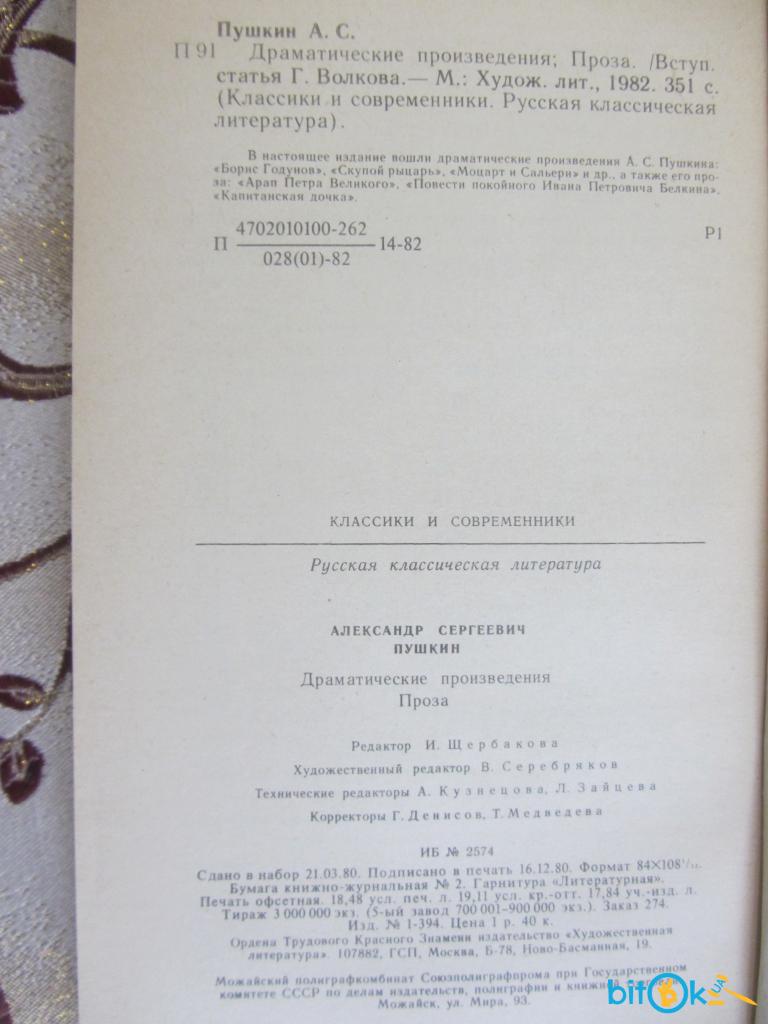 Пушкин А. С.
П 91 Драматические произведения; Проза. /Вступ.
статья Г. Волкова.— М.: Худож. лит., 1982. 351 с.
(Классики и современники. Русская классическая
литература).
В настоящее издание вошли драматические произведения А. С. Пушкина:
«Борис Годунов», «Скупой рыцарь», «Моцарт и Сальери» и др., а также его про-
за: «Арап Петра Великого», «Повести покойного Ивана Петровича Белкина»,
«Капитанская дочка».
4702010100-262
П 14-82
028(01)-82
Р1
КЛАССИКИ И СОВРЕМЕННИКИ
Русская классическая литература
АЛЕКСАНДР СЕРГЕЕВИЧ
ПУШКИН
Драматические произведения
Проза
Редактор И. Щербакова
Художественный редактор В. Серебряков
Технические редакторы А. Кузнецова, Л. Зайцева
Корректоры Г. Денисов, Т. Медведева
ИБ № 2574
Сдано в набор 21.03.80. Подписано в печать 16.12.80. Формат 84×108¹/₃₂.
Бумага книжно-журнальная № 2. Гарнитура «Литературная».
Печать офсетная. 18,48 усл. печ. л. 19,11 усл. кр.-отт. 17,84 уч.-изд. л.
Тираж 3 000 000 экз. (5-ый завод 700 001—900 000 экз.). Заказ 274.
Изд. № 1-394. Цена 1 р. 40 к.
Ордена Трудового Красного Знамени издательство «Художественная
литература». 107882, ГСП, Москва, Б-78, Ново-Басманная, 19.
Можайский полиграфкомбинат Союзполиграфпрома при Государственном
комитете СССР по делам издательств, полиграфии и книжной
Можайск, ул. Мира, 93.
bitok.UA